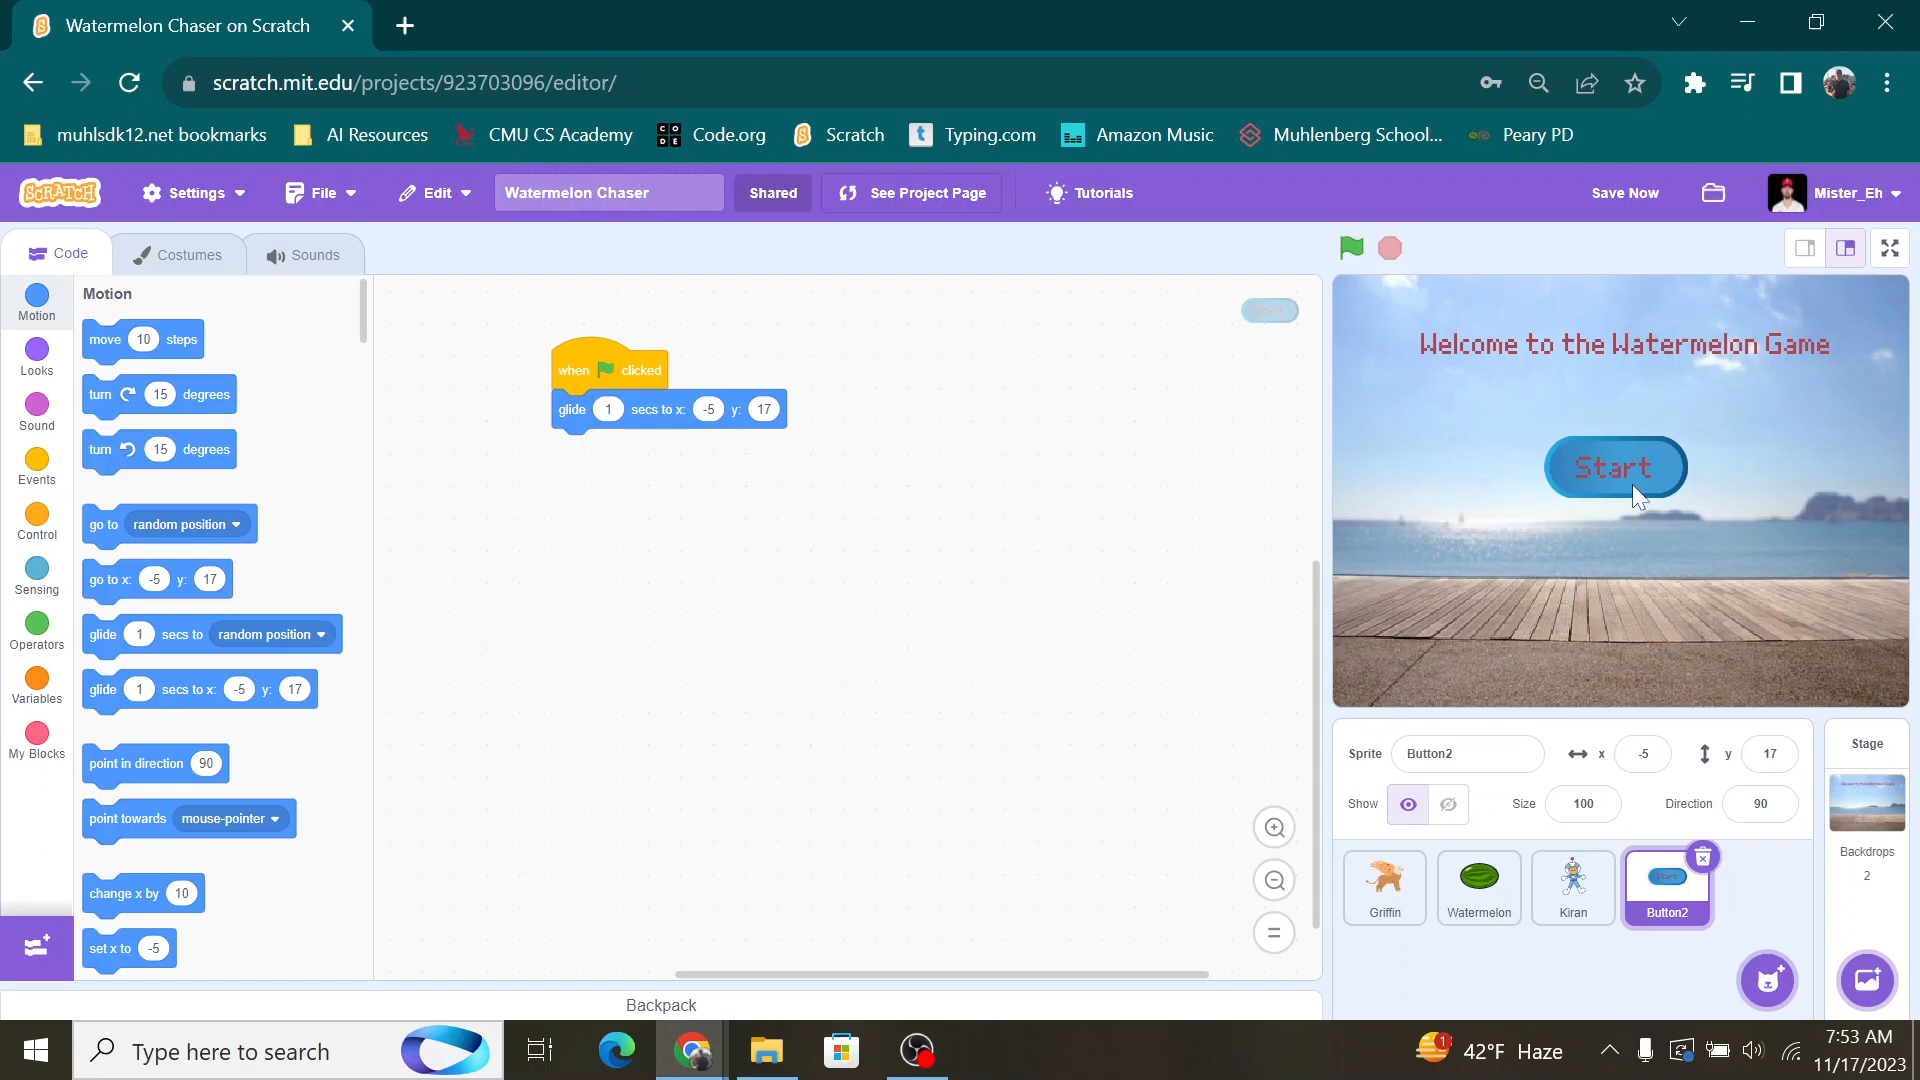 Watermelon Chaser on Scratch
scratch.mit.edu/projects/923703096/editor/
muhlsdk12.net bookmarks AI Resources CMU CS Academy Code.org Scratch Typing.com Amazon Music Muhlenberg School... Peary PD
SCRATCH Settings File Edit Watermelon Chaser Shared See Project Page Tutorials Save Now Mister_Eh
Code Costumes Sounds
Motion
Looks
Sound
Events
Control
Sensing
Operators
Variables
My Blocks
Motion
move 10 steps
turn 15 degrees
turn 15 degrees
go to random position
go to x: -5 y: 17
glide 1 secs to random position
glide 1 secs to x: -5 y: 17
point in direction 90
point towards mouse-pointer
change x by 10
set x to -5
when clicked
glide 1 secs to x: -5 y: 17
Start
Backpack
Welcome to the Watermelon Game
Start
Sprite Button2 x -5 y 17
Show Size 100 Direction 90
Griffin Watermelon Kiran Start Button2
Stage
Backdrops
2
Type here to search
1 42°F Haze
7:53 AM
11/17/2023